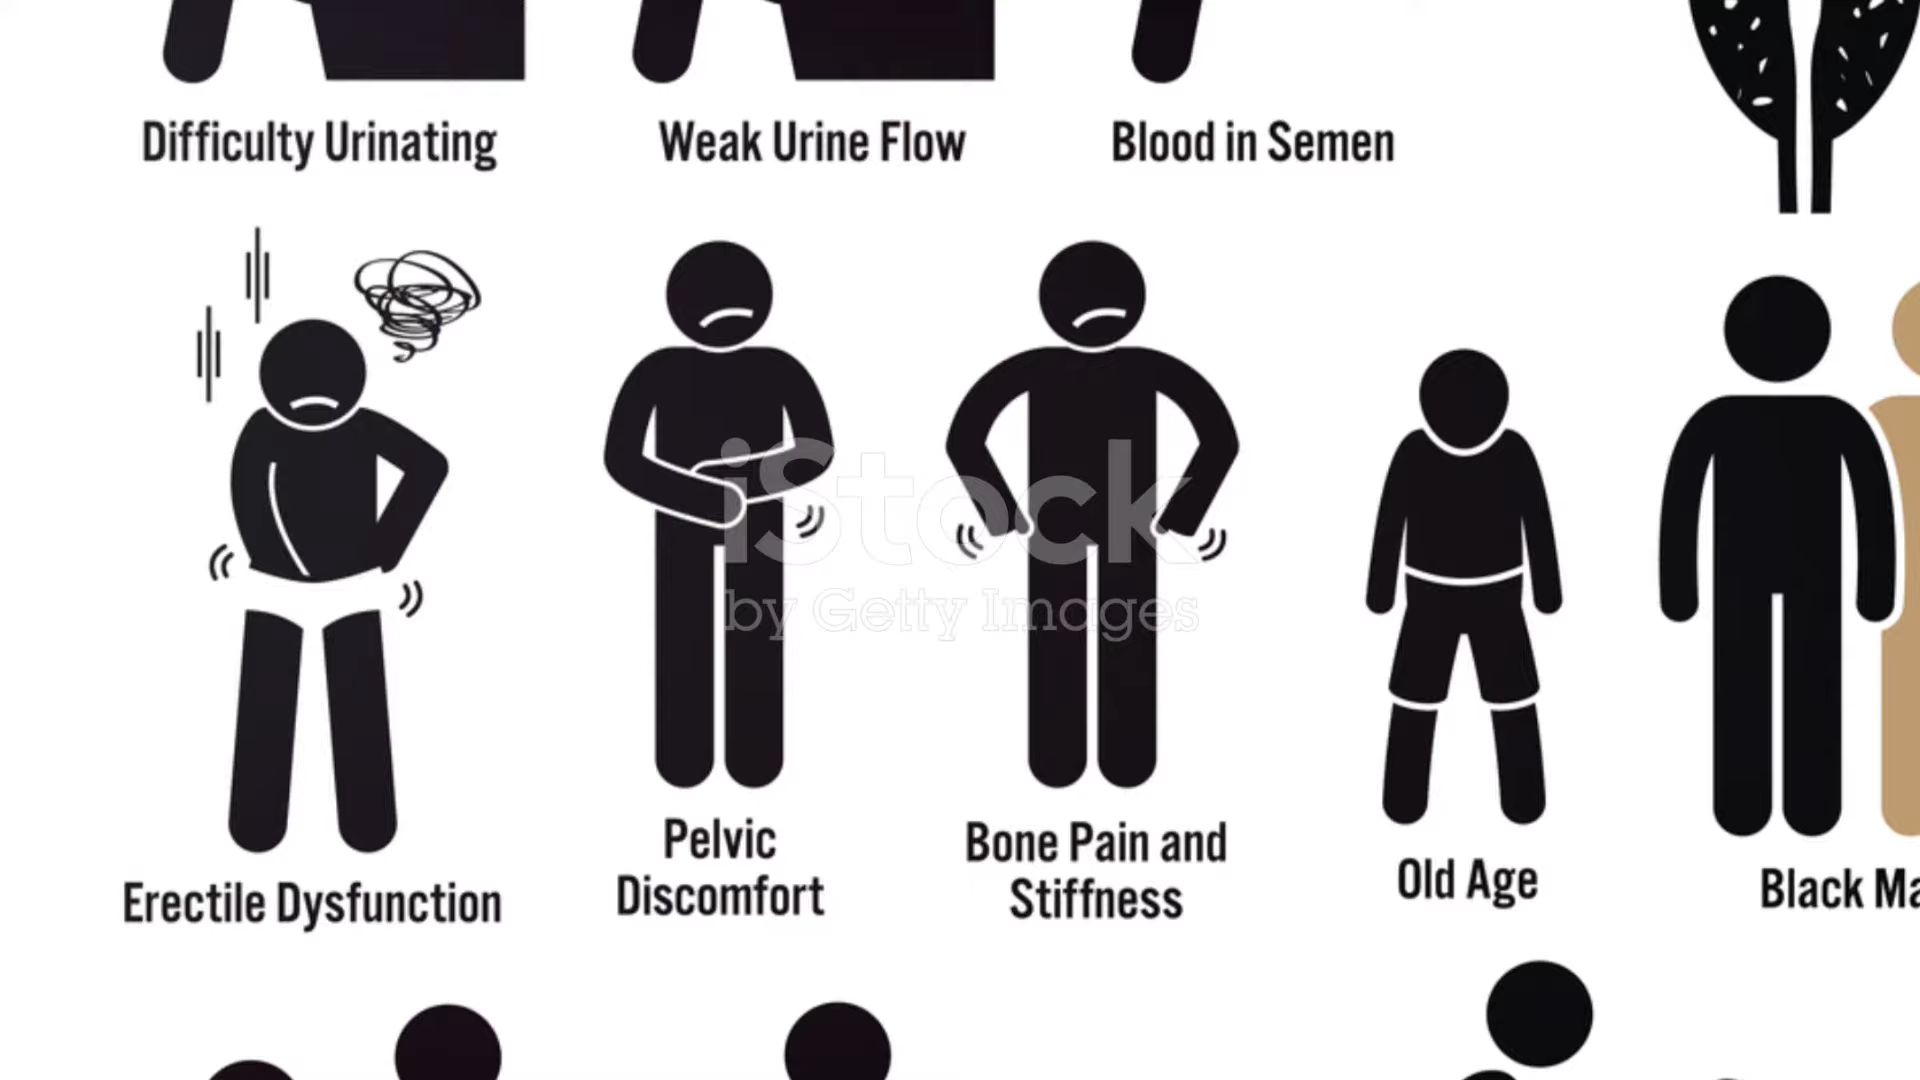 Difficulty Urinating
Weak Urine Flow
Blood in Semen
iStock
by Getty Images
Pelvic
Discomfort
Bone Pain and
Stiffness
Old Age
Black
Erectile Dysfunction